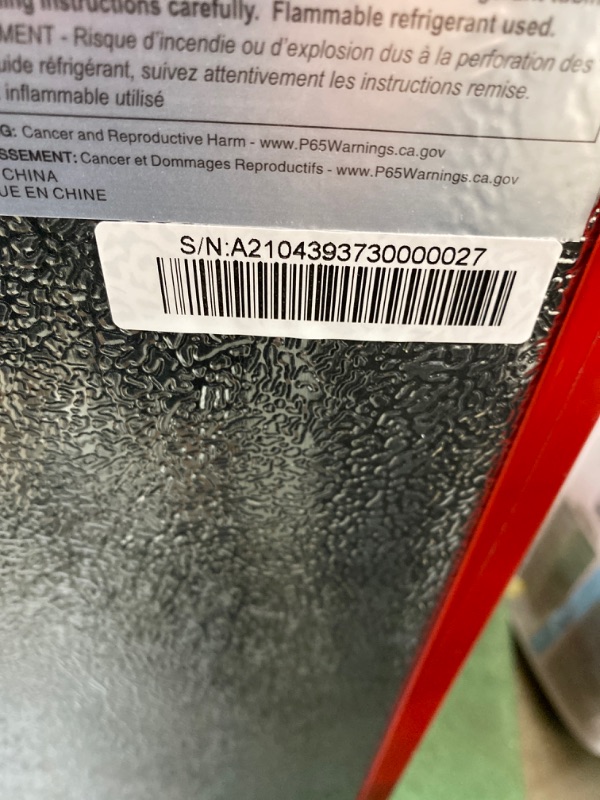 instructions carefully. Flammable refrigerant used.
MENT - Risque d'incendie ou d'explosion dus à la perforation des
uide réfrigérant, suivez attentivement les instructions remise.
inflammable utilisé
G: Cancer and Reproductive Harm - www.P65Warnings.ca.gov
SSEMENT: Cancer et Dommages Reproductifs - www.P65Warnings.ca.gov
CHINA
UE EN CHINE
S/N:A2104393730000027